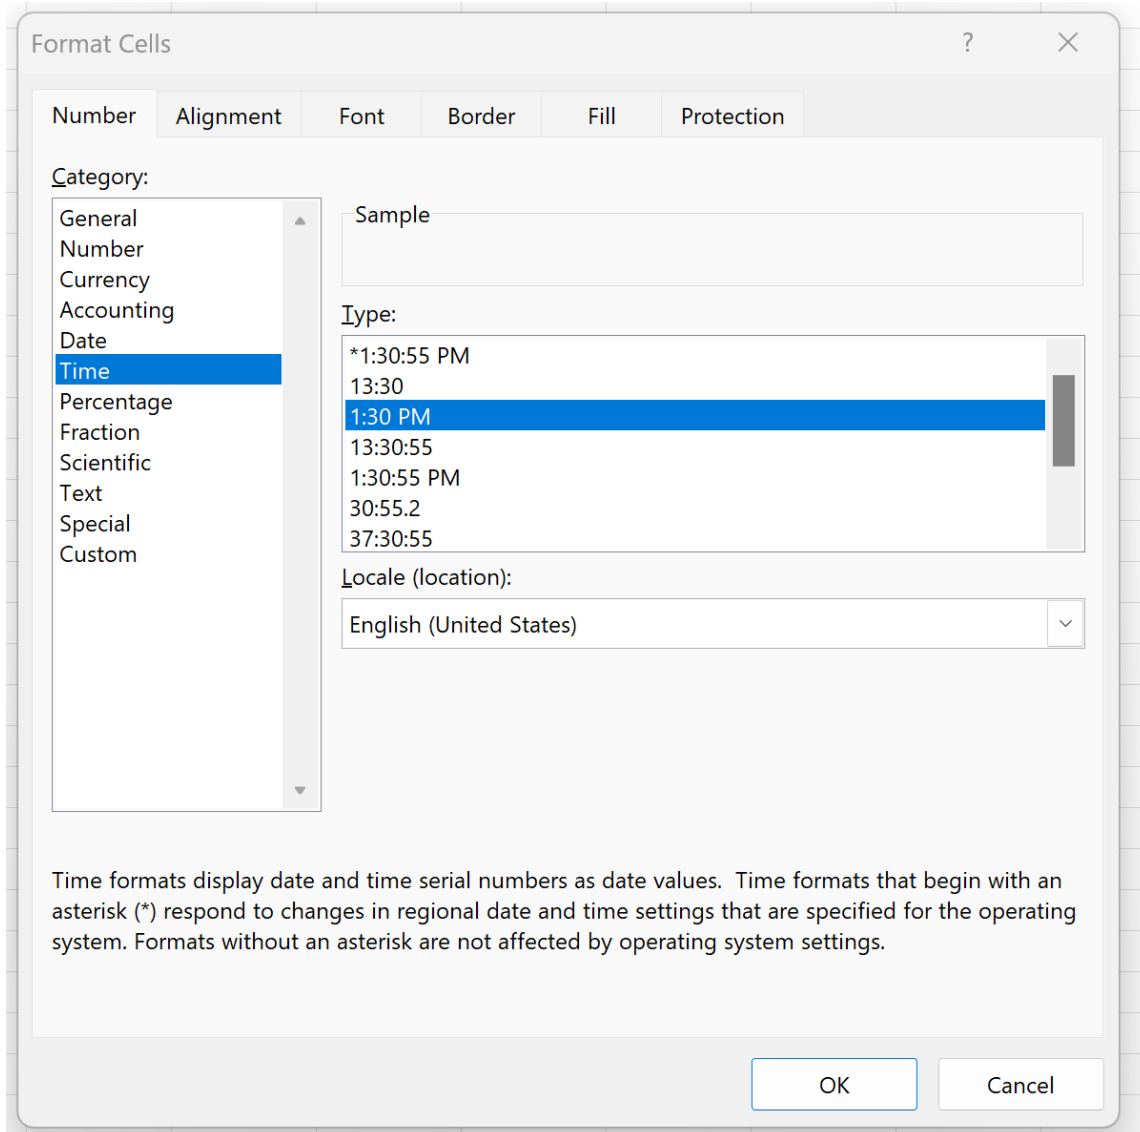 Format Cells
?
Number Alignment Font Border Fill Protection
Category:
General
Number
Currency
Accounting
Date
Time
Percentage
Fraction
Scientific
Text
Special
Custom
Sample
Type:
*1:30:55 PM
13:30
1:30 PM
13:30:55
1:30:55 PM
30:55.2
37:30:55
Locale (location):
English (United States)
Time formats display date and time serial numbers as date values.  Time formats that begin with an
asterisk (*) respond to changes in regional date and time settings that are specified for the operating
system. Formats without an asterisk are not affected by operating system settings.
OK Cancel